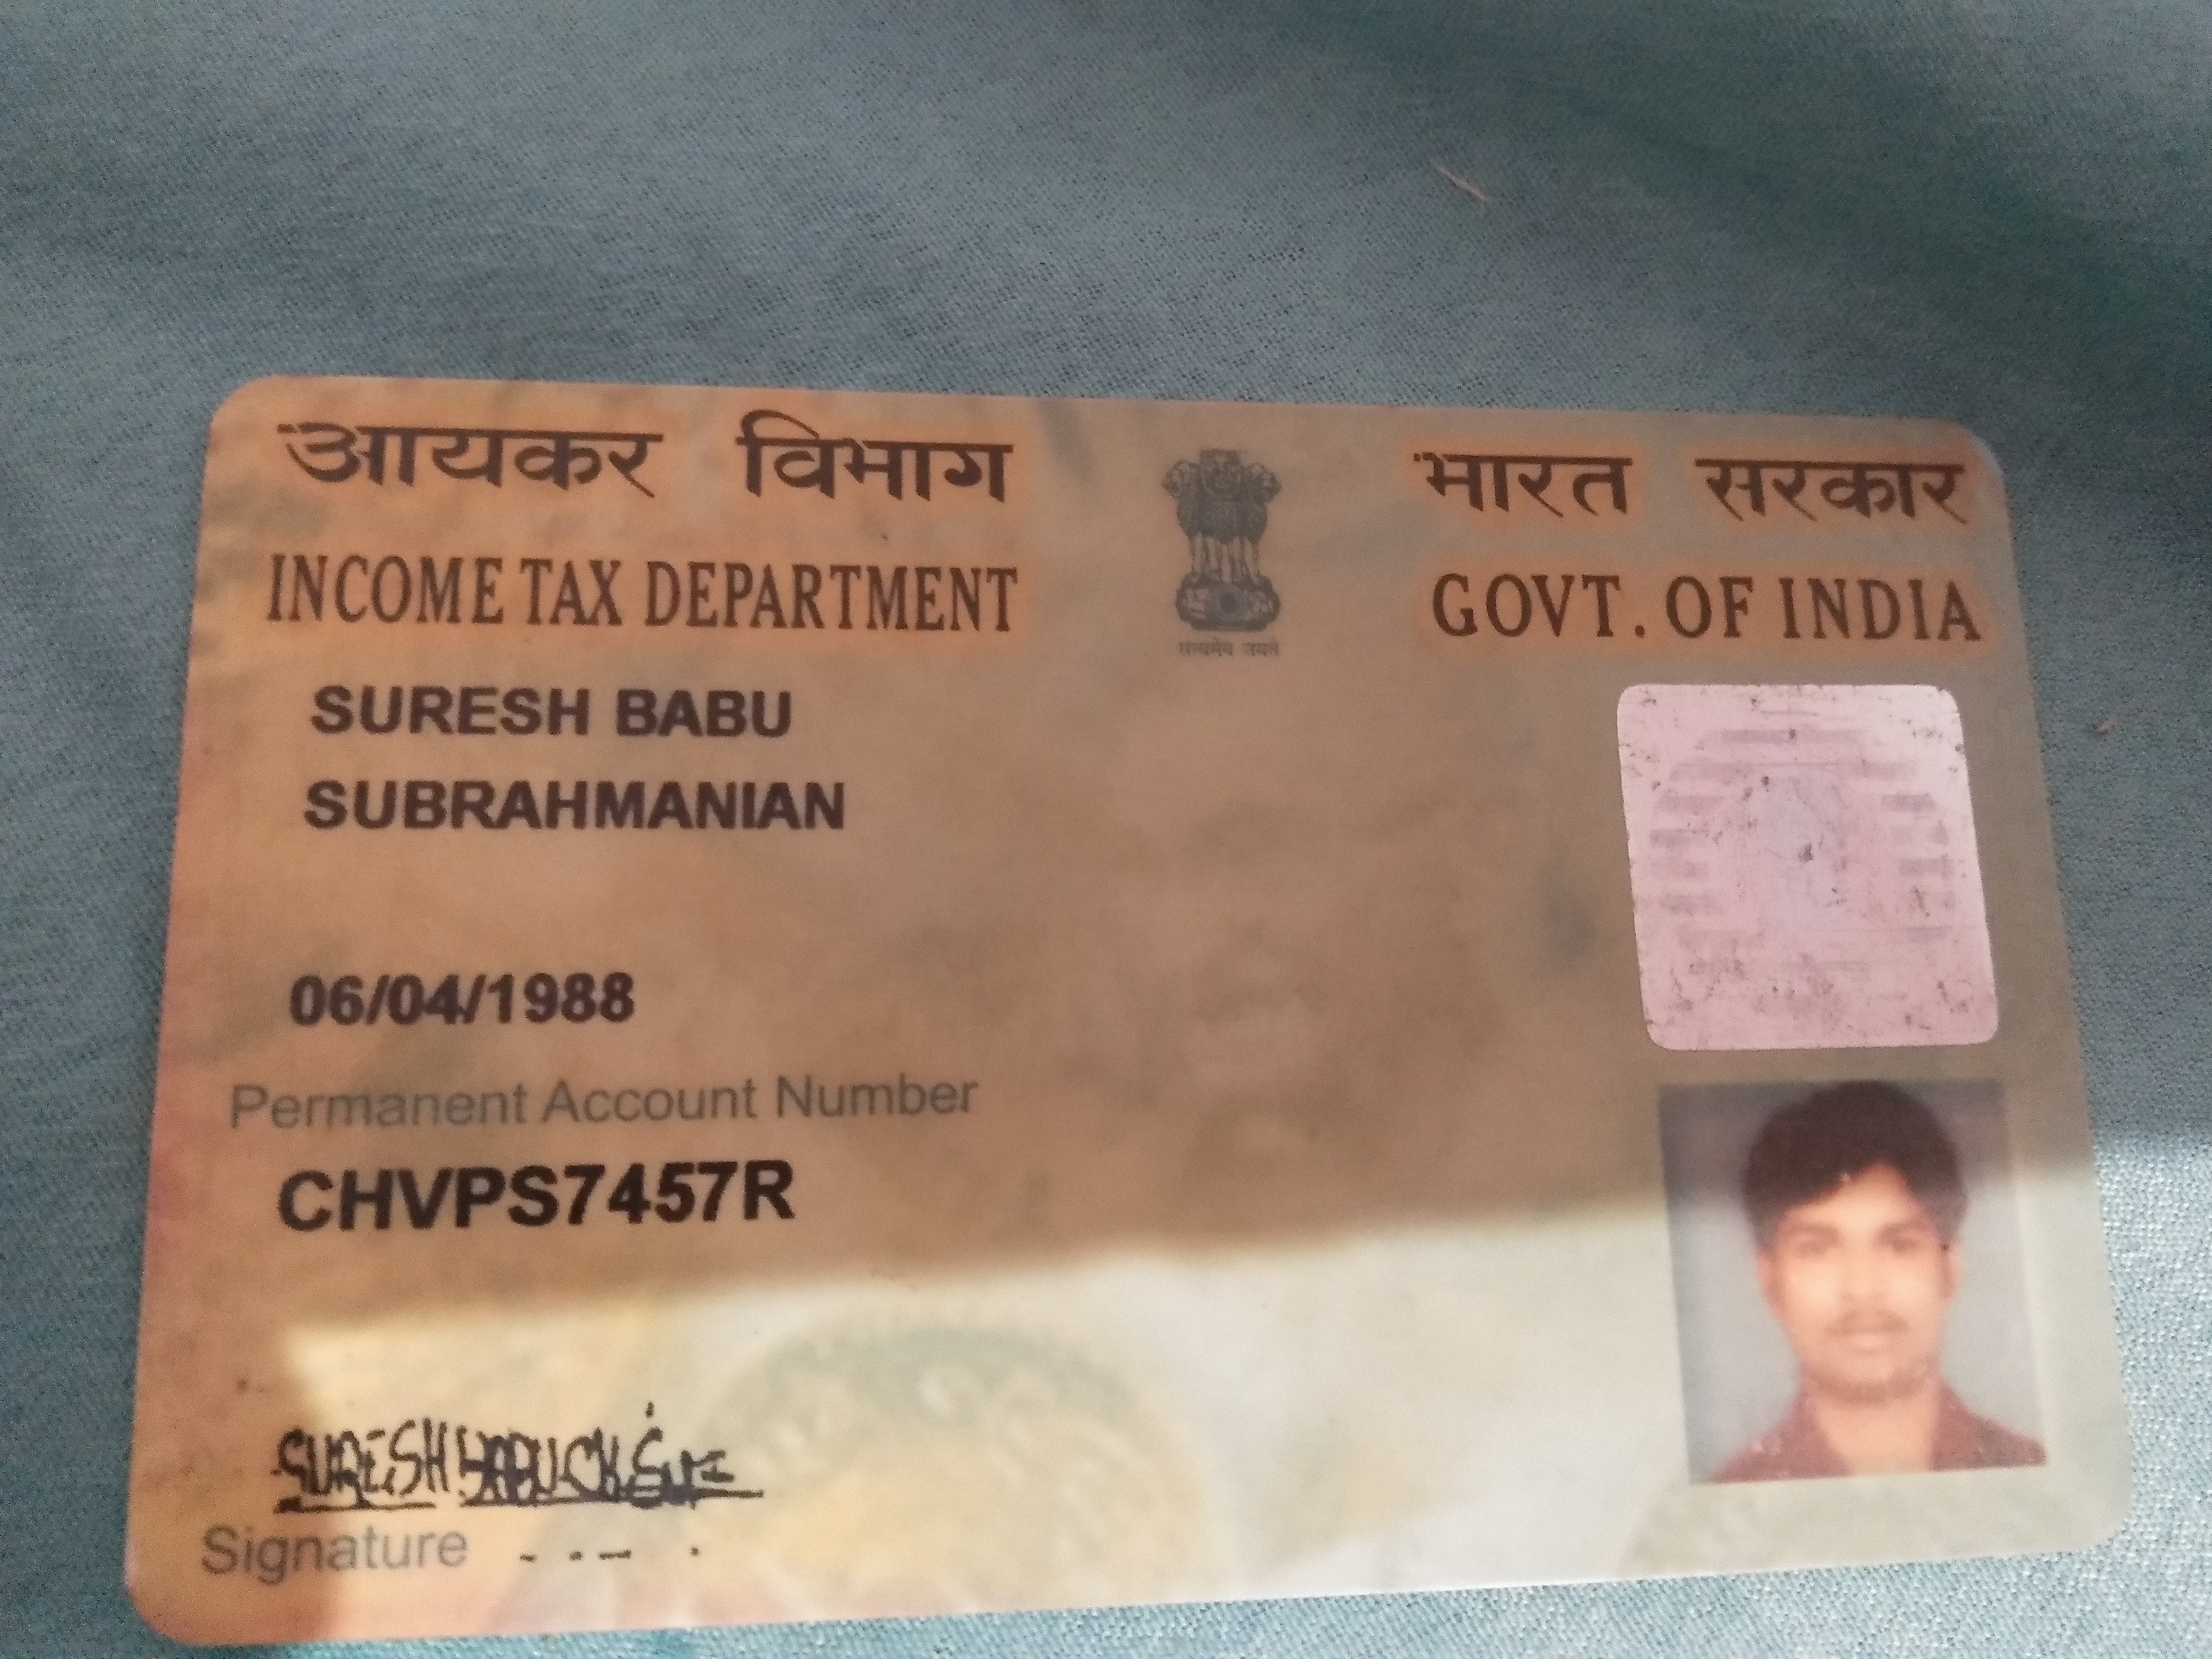 आयकर विभाग
INCOME TAX DEPARTMENT
भारत सरकार
GOVT. OF INDIA
सत्यमेव जयते
SURESH BABU
SUBRAHMANIAN
06/04/1988
Permanent Account Number
CHVPS7457R
SURESH BABU CK
Signature